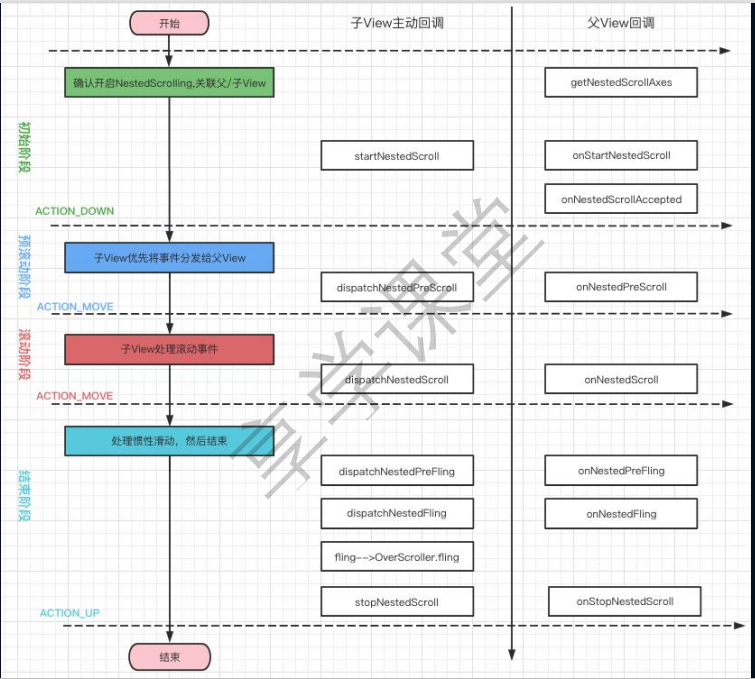 开始
子View主动回调
父View回调
确认开启NestedScrolling,关联父/子View
getNestedScrollAxes
初始阶段
startNestedScroll
onStartNestedScroll
onNestedScrollAccepted
ACTION_DOWN
预滚动阶段
子View优先将事件分发给父View
dispatchNestedPreScroll
onNestedPreScroll
ACTION_MOVE
滚动阶段
子View处理滚动事件
dispatchNestedScroll
onNestedScroll
ACTION_MOVE
处理惯性滑动，然后结束
结束阶段
dispatchNestedPreFling
onNestedPreFling
dispatchNestedFling
onNestedFling
fling-->OverScroller.fling
stopNestedScroll
onStopNestedScroll
ACTION_UP
结束
享学课堂